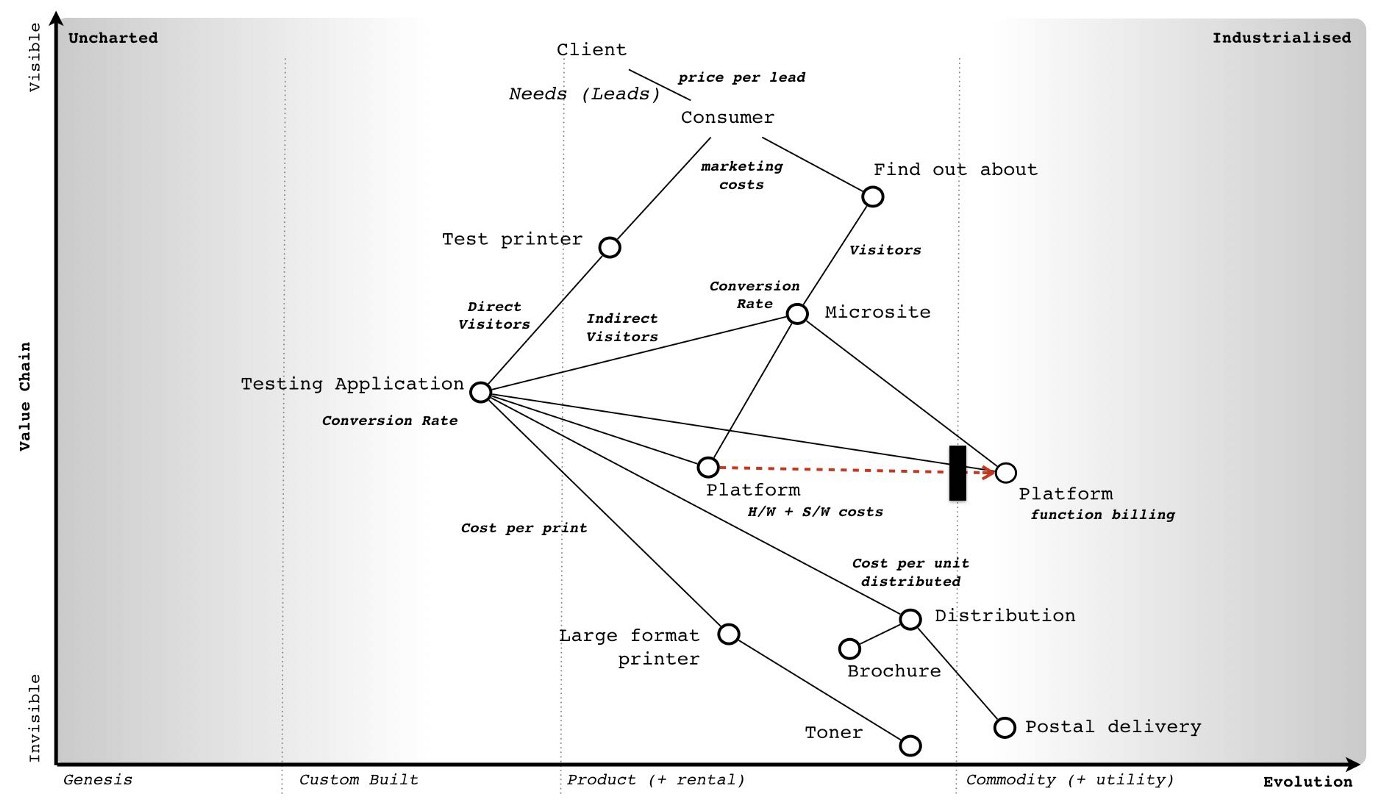 Visible
Uncharted
Industrialised
Client
price per lead
Needs (Leads)
Consumer
marketing
costs
Find out about
Test printer
Visitors
Conversion
Rate
Direct
Visitors
Indirect
Visitors
Microsite
Value Chain
Testing Application
Conversion Rate
Platform
H/W + S/W costs
Platform
function billing
Cost per print
Cost per unit
distributed
Distribution
Large format
printer
Brochure
Invisible
Toner
Postal delivery
Genesis
Custom Built
Product (+ rental)
Commodity (+ utility)
Evolution